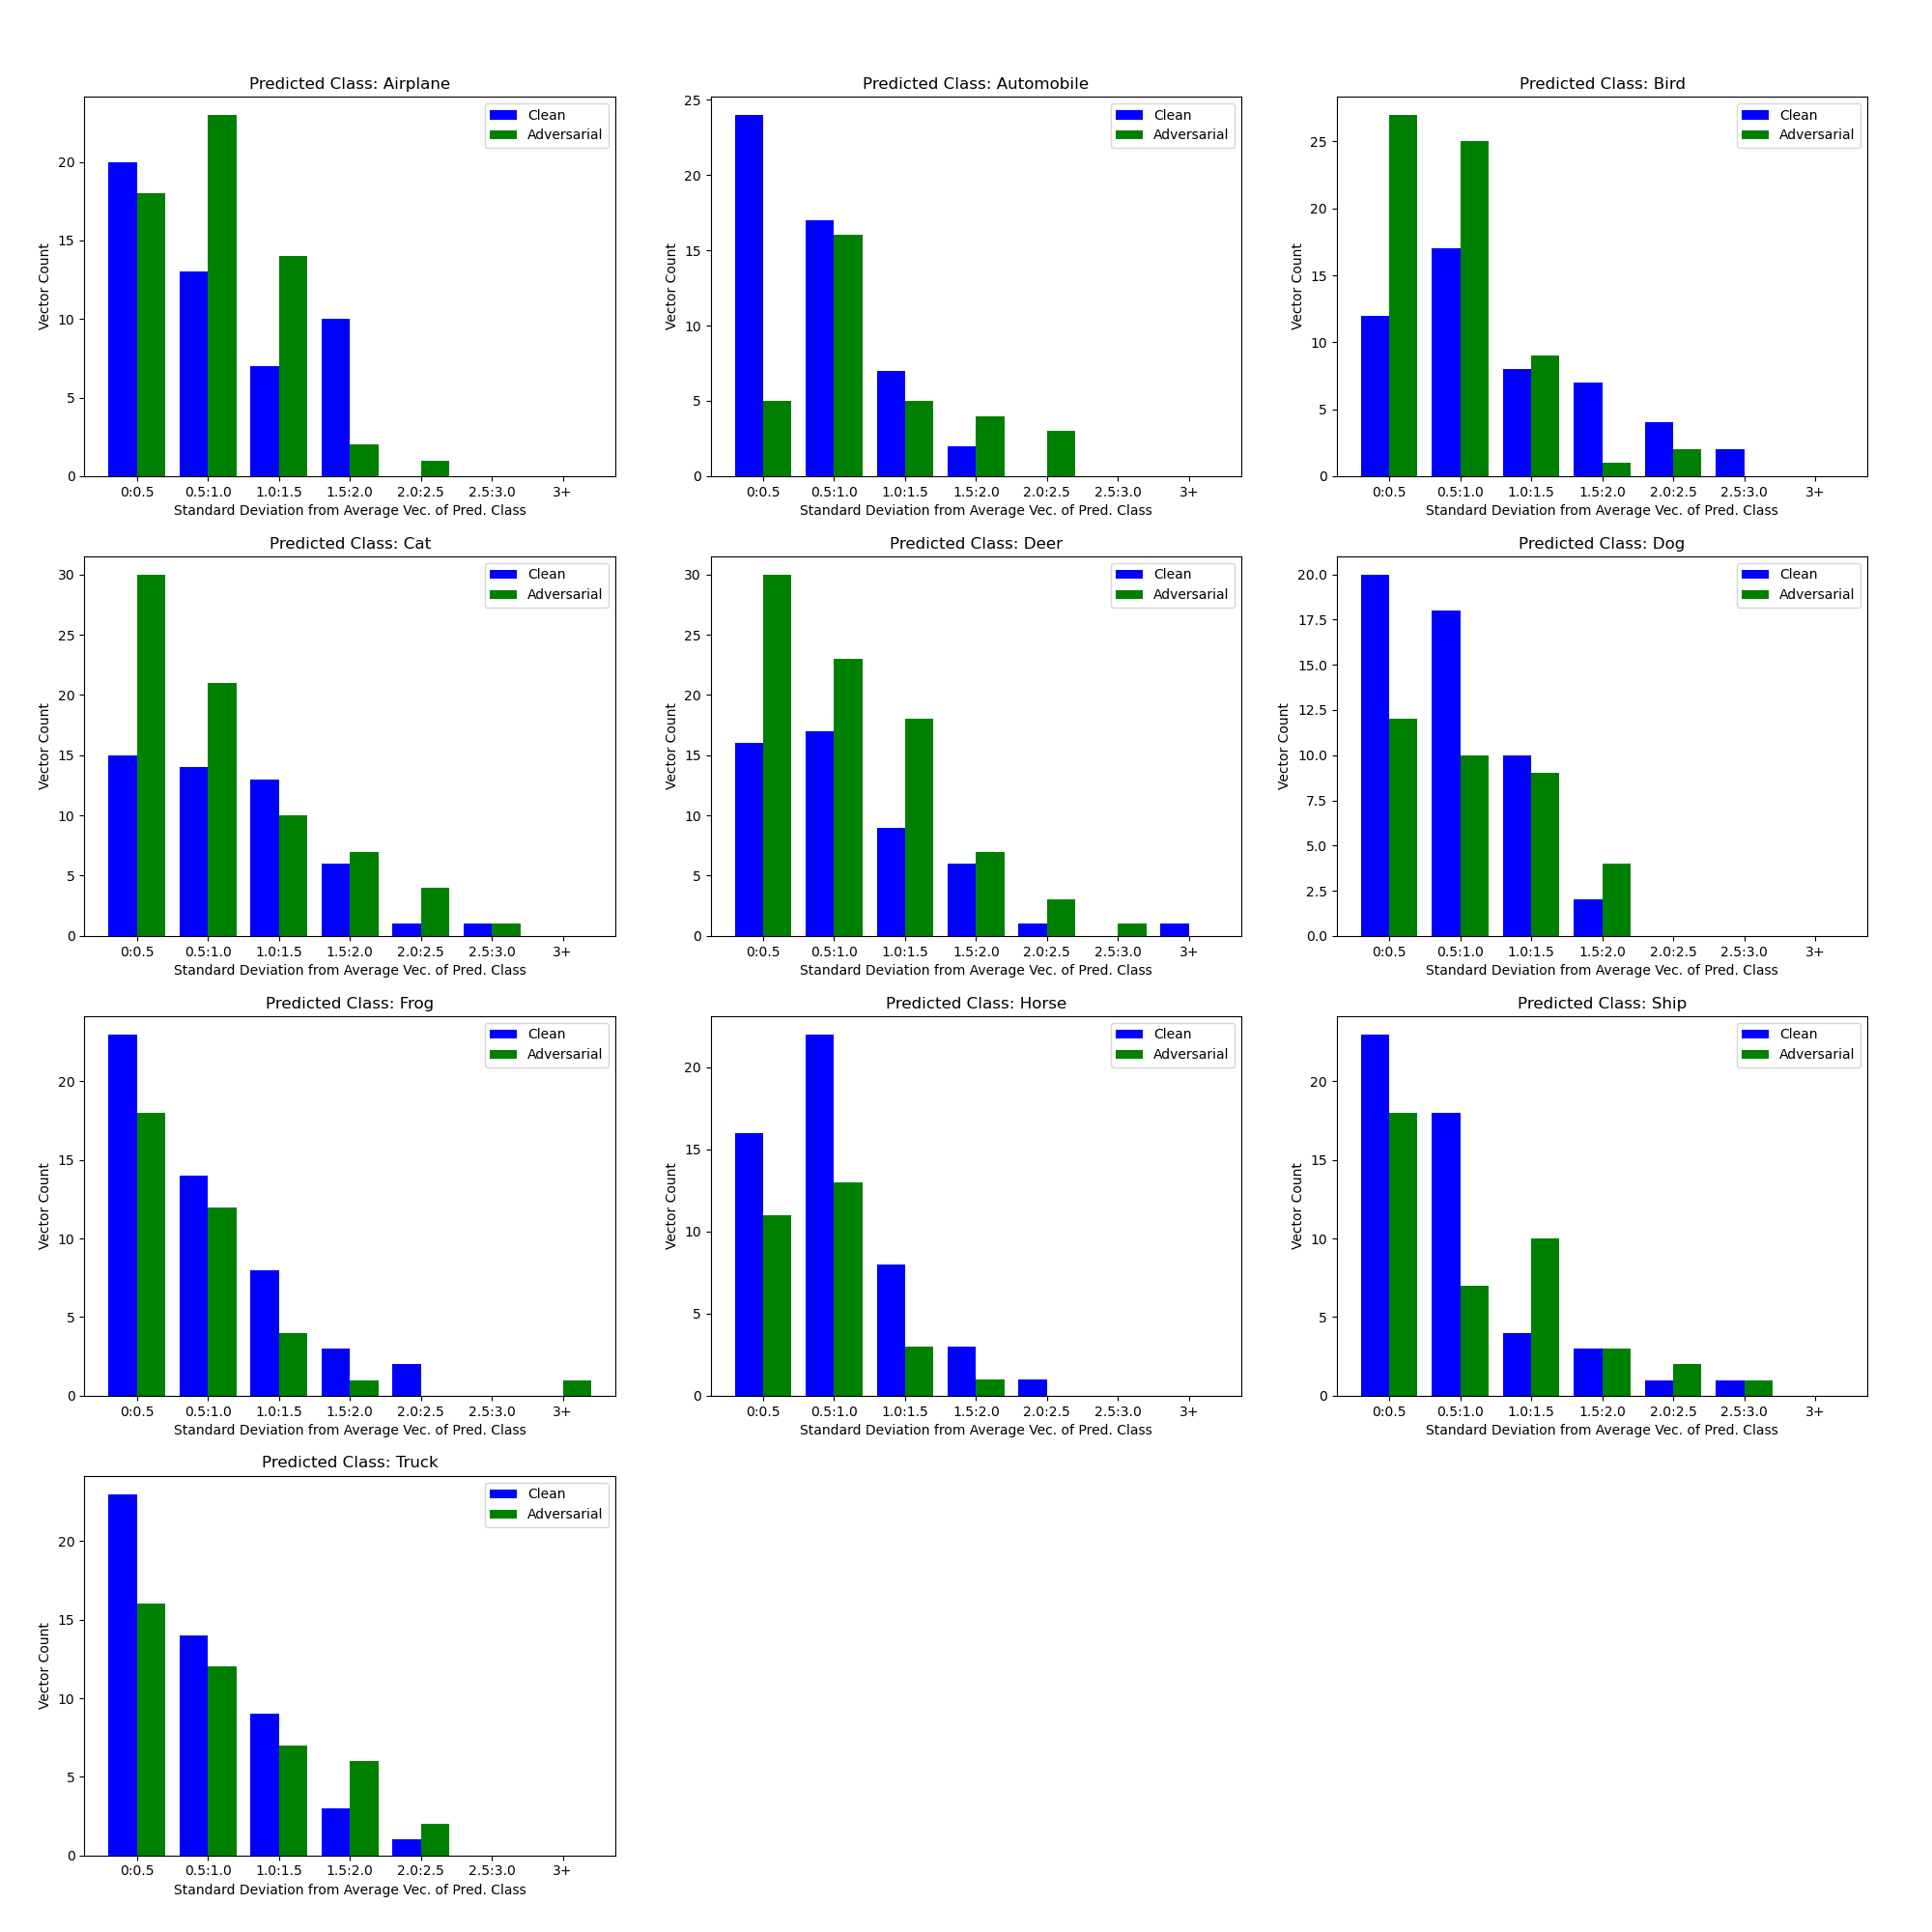 Predicted Class: Airplane
Clean
Adversarial
Vector Count
20
15
10
5
0
0:0.5 0.5:1.0 1.0:1.5 1.5:2.0 2.0:2.5 2.5:3.0 3+
Standard Deviation from Average Vec. of Pred. Class
Predicted Class: Automobile
Clean
Adversarial
Vector Count
25
20
15
10
5
0
0:0.5 0.5:1.0 1.0:1.5 1.5:2.0 2.0:2.5 2.5:3.0 3+
Standard Deviation from Average Vec. of Pred. Class
Predicted Class: Bird
Clean
Adversarial
Vector Count
25
20
15
10
5
0
0:0.5 0.5:1.0 1.0:1.5 1.5:2.0 2.0:2.5 2.5:3.0 3+
Standard Deviation from Average Vec. of Pred. Class
Predicted Class: Cat
Clean
Adversarial
Vector Count
30
25
20
15
10
5
0
0:0.5 0.5:1.0 1.0:1.5 1.5:2.0 2.0:2.5 2.5:3.0 3+
Standard Deviation from Average Vec. of Pred. Class
Predicted Class: Deer
Clean
Adversarial
Vector Count
30
25
20
15
10
5
0
0:0.5 0.5:1.0 1.0:1.5 1.5:2.0 2.0:2.5 2.5:3.0 3+
Standard Deviation from Average Vec. of Pred. Class
Predicted Class: Dog
Clean
Adversarial
Vector Count
20.0
17.5
15.0
12.5
10.0
7.5
5.0
2.5
0.0
0:0.5 0.5:1.0 1.0:1.5 1.5:2.0 2.0:2.5 2.5:3.0 3+
Standard Deviation from Average Vec. of Pred. Class
Predicted Class: Frog
Clean
Adversarial
Vector Count
20
15
10
5
0
0:0.5 0.5:1.0 1.0:1.5 1.5:2.0 2.0:2.5 2.5:3.0 3+
Standard Deviation from Average Vec. of Pred. Class
Predicted Class: Horse
Clean
Adversarial
Vector Count
20
15
10
5
0
0:0.5 0.5:1.0 1.0:1.5 1.5:2.0 2.0:2.5 2.5:3.0 3+
Standard Deviation from Average Vec. of Pred. Class
Predicted Class: Ship
Clean
Adversarial
Vector Count
20
15
10
5
0
0:0.5 0.5:1.0 1.0:1.5 1.5:2.0 2.0:2.5 2.5:3.0 3+
Standard Deviation from Average Vec. of Pred. Class
Predicted Class: Truck
Clean
Adversarial
Vector Count
20
15
10
5
0
0:0.5 0.5:1.0 1.0:1.5 1.5:2.0 2.0:2.5 2.5:3.0 3+
Standard Deviation from Average Vec. of Pred. Class